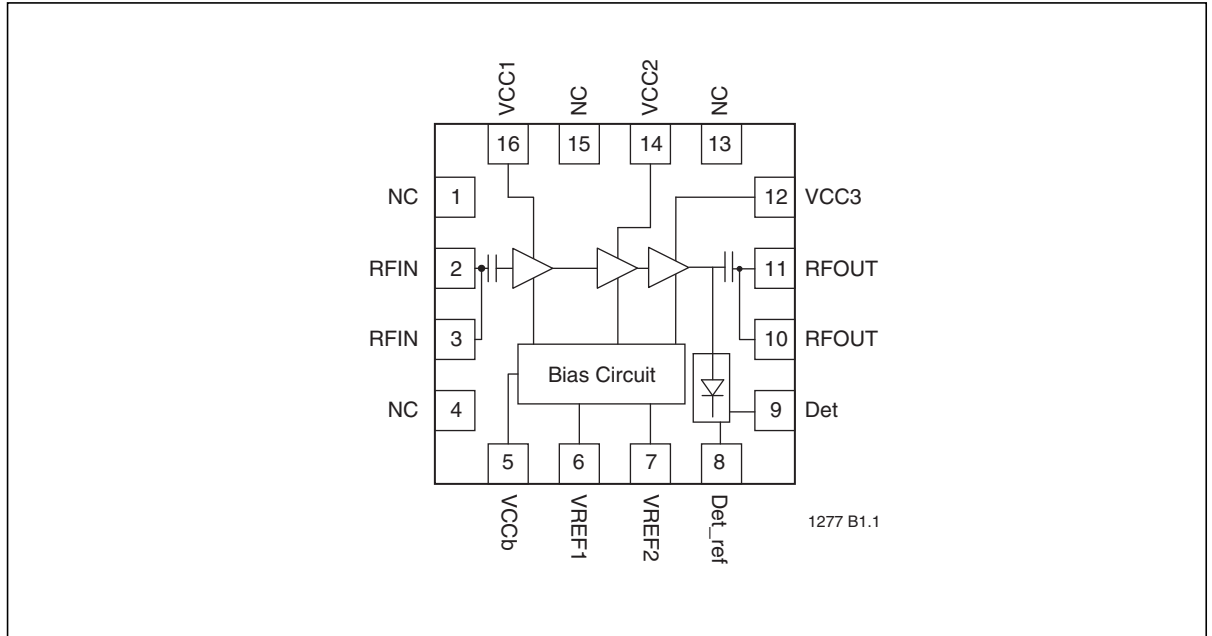 VCC1
NC
VCC2
NC
16
15
14
13
NC
1
12
VCC3
RFIN
2
11
RFOUT
RFIN
3
10
RFOUT
Bias Circuit
NC
4
9
Det
5
6
7
8
VCCb
VREF1
VREF2
Det_ref
1277 B1.1